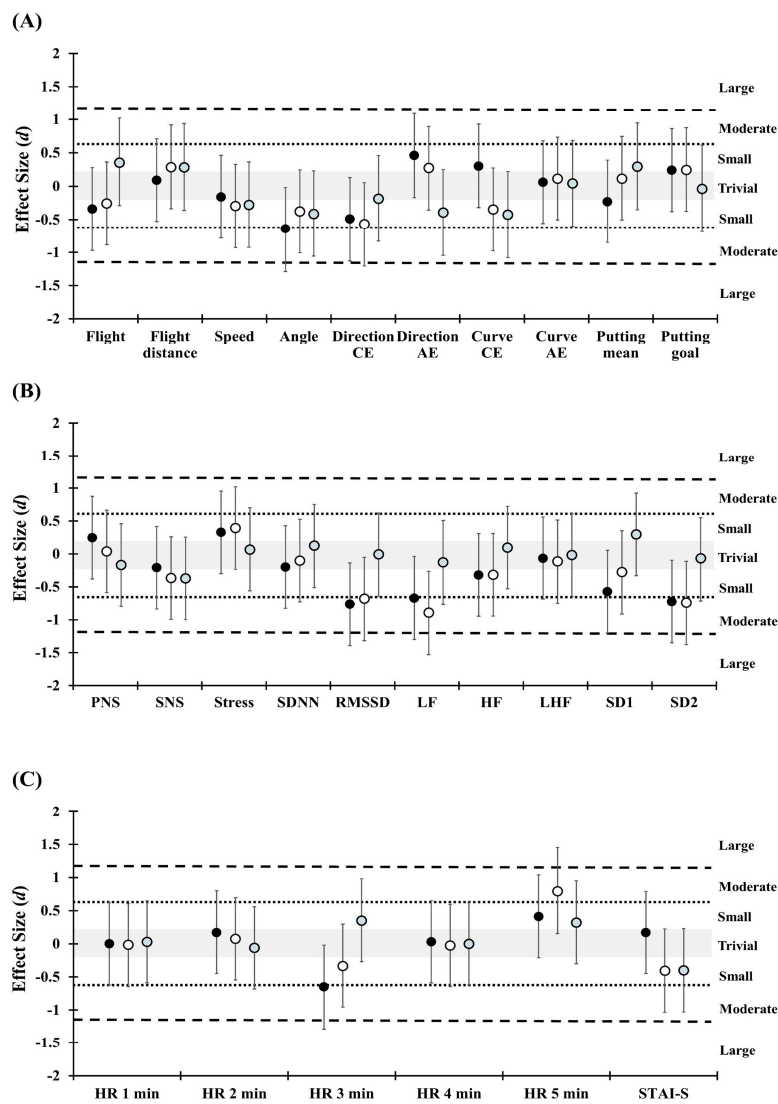 (A)
Effect Size (d)
2
1.5
1
0.5
0
-0.5
-1
-1.5
-2
Large
Moderate
Small
Trivial
Small
Moderate
Large
Flight Flight distance Speed Angle Direction CE Direction AE Curve CE Curve AE Putting mean Putting goal
(B)
Effect Size (d)
2
1.5
1
0.5
0
-0.5
-1
-1.5
-2
Large
Moderate
Small
Trivial
Small
Moderate
Large
PNS SNS Stress SDNN RMSSD LF HF LHF SD1 SD2
(C)
Effect Size (d)
2
1.5
1
0.5
0
-0.5
-1
-1.5
-2
Large
Moderate
Small
Trivial
Small
Moderate
Large
HR 1 min HR 2 min HR 3 min HR 4 min HR 5 min STAI-S